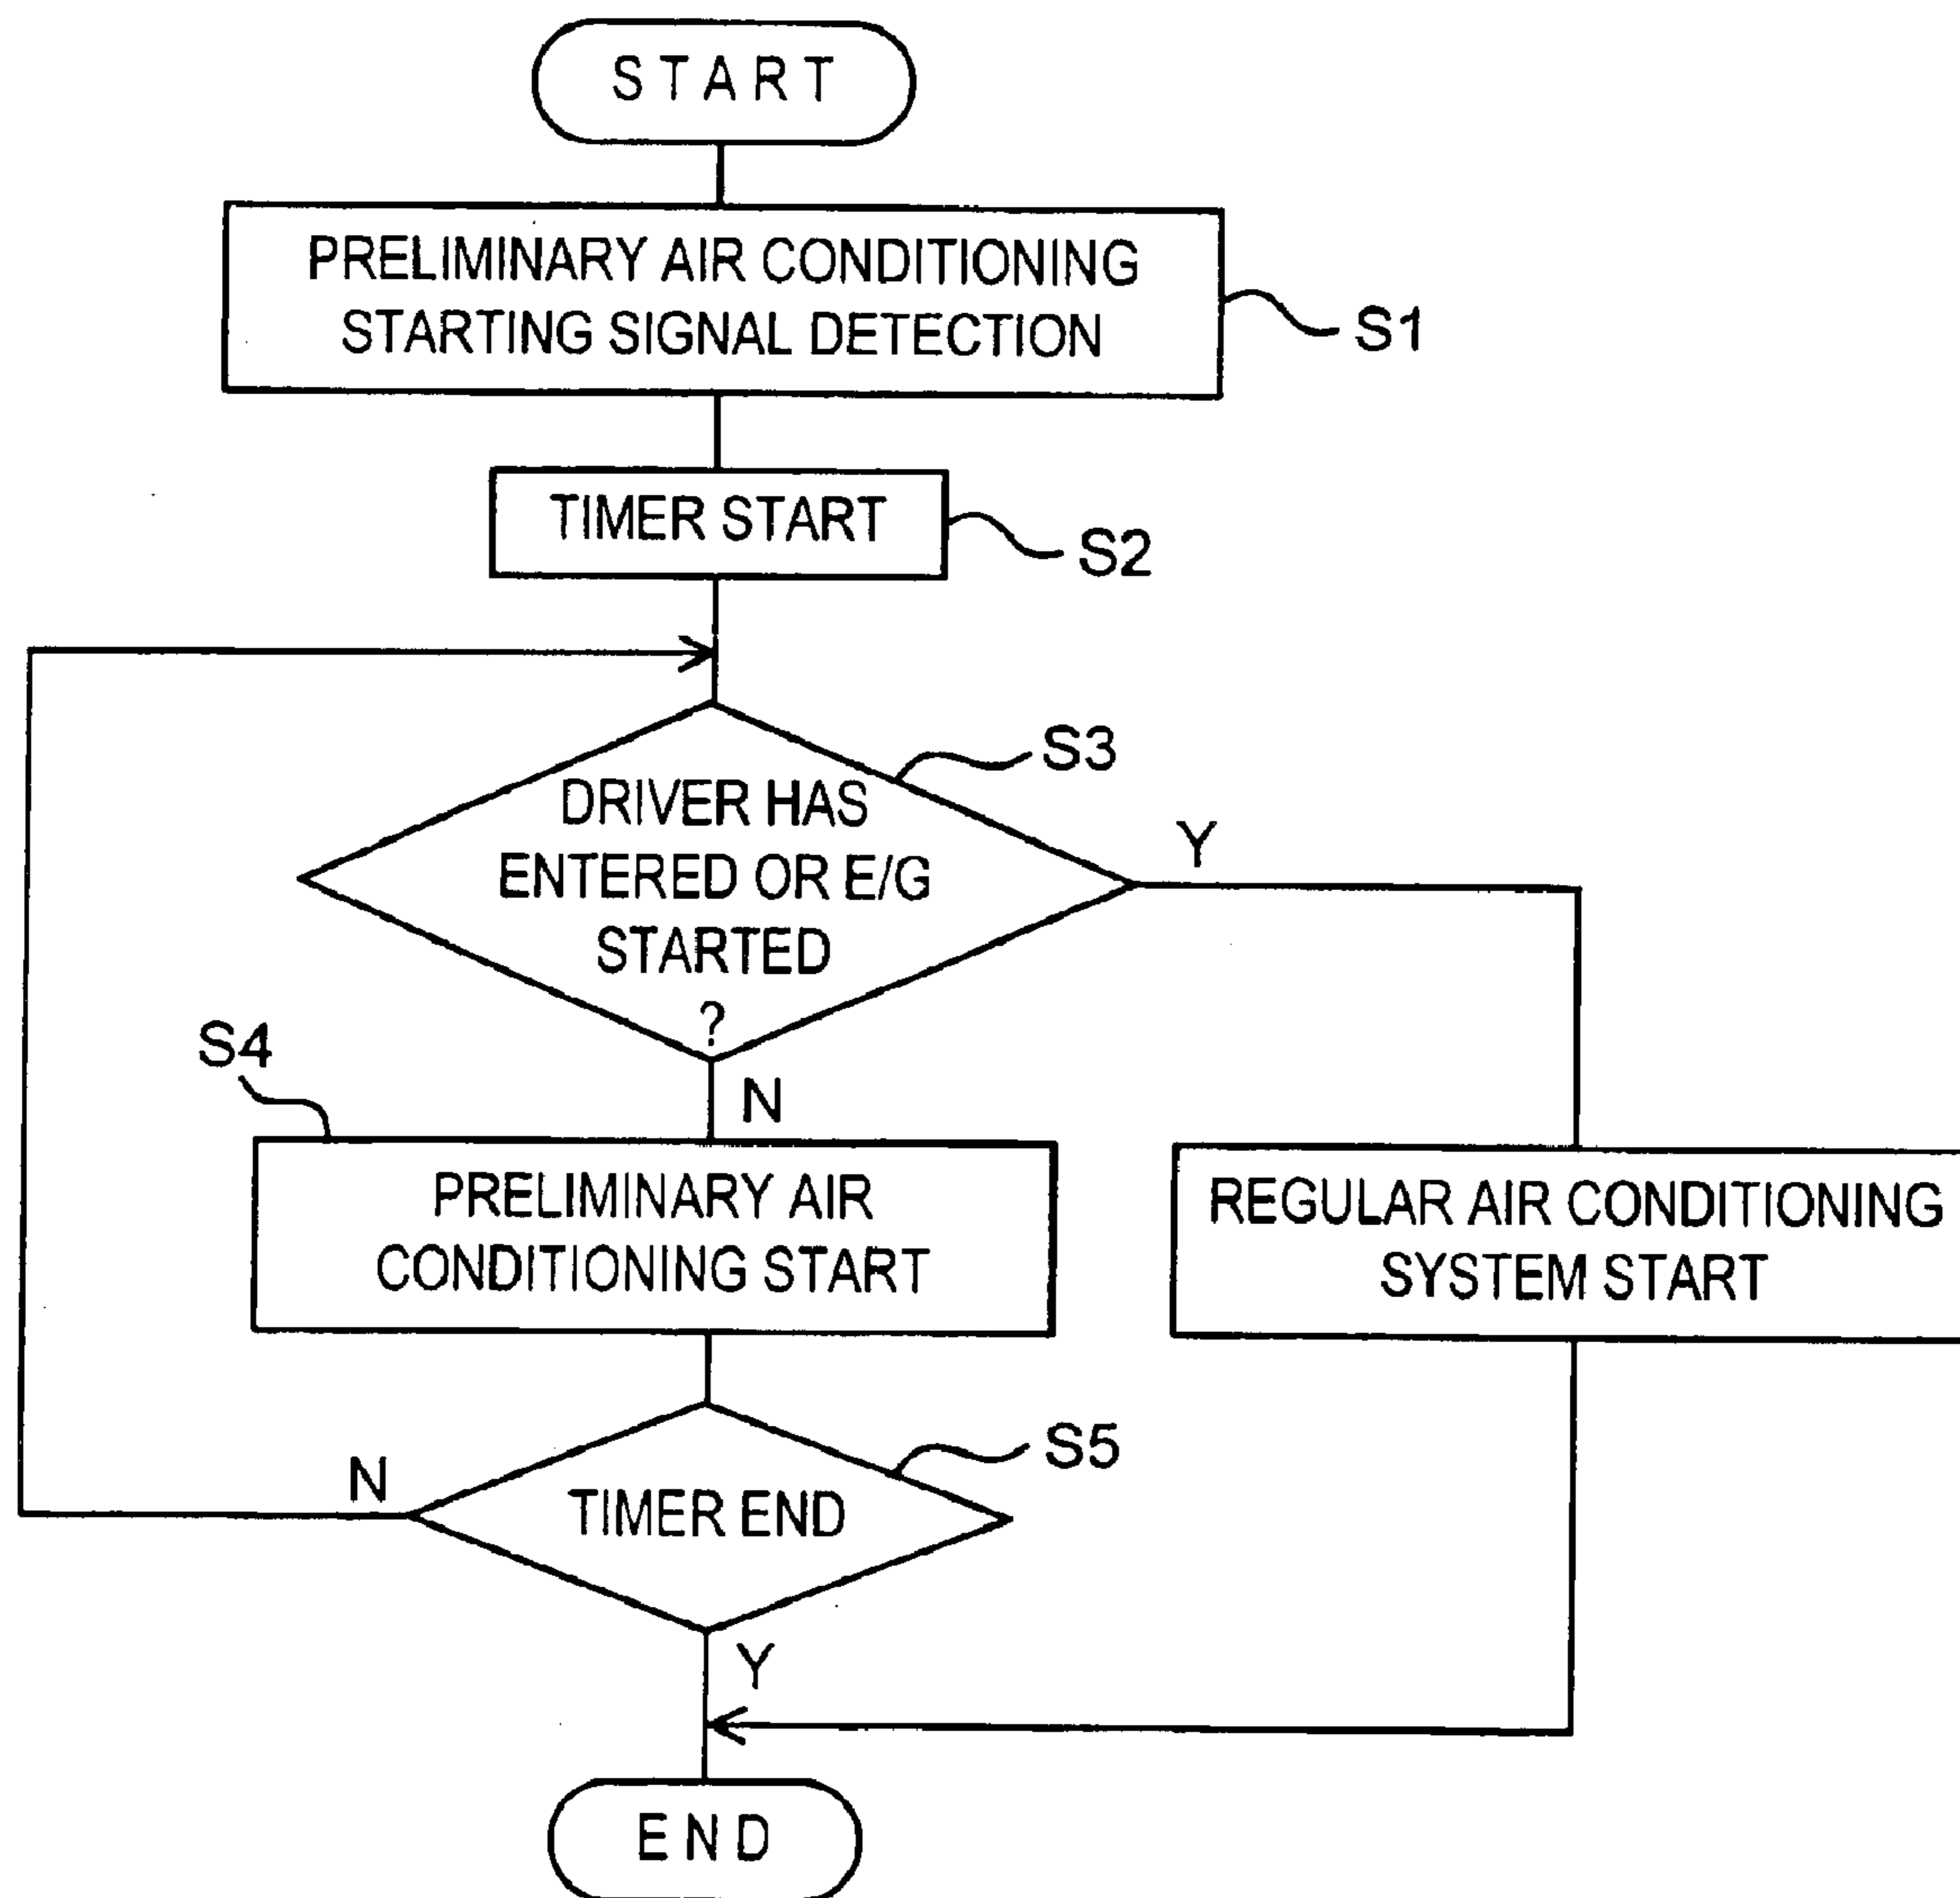 START
PRELIMINARY AIR CONDITIONING
STARTING SIGNAL DETECTION
S1
TIMER START
S2
S3
DRIVER HAS
ENTERED OR E/G
STARTED
?
Y
N
S4
PRELIMINARY AIR
CONDITIONING START
REGULAR AIR CONDITIONING
SYSTEM START
S5
TIMER END
N
Y
END